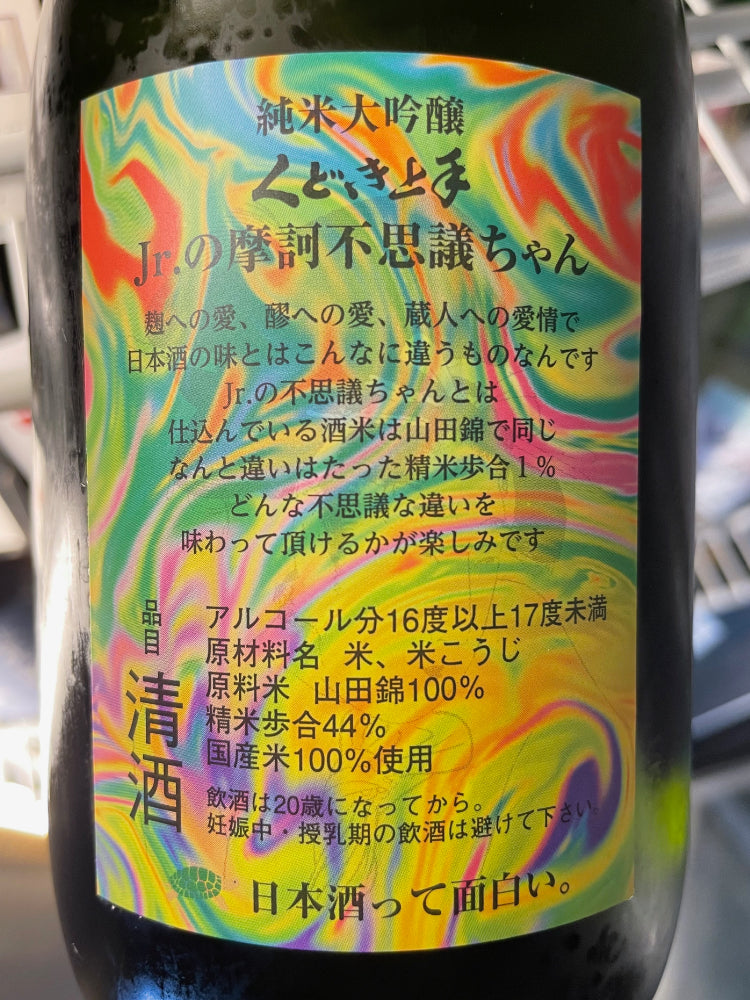 純米大吟醸
くどき上手
Jr.の摩訶不思議ちゃん
麹への愛、醪への愛、蔵人への愛情で
日本酒の味とはこんなに違うものなんです
Jr.の不思議ちゃんとは
仕込んでいる酒米は山田錦で同じ
なんと違いはたった精米歩合1%
どんな不思議な違いを
味わって頂けるかが楽しみです
品目
清酒
アルコール分16度以上17度未満
原材料名 米、米こうじ
原料米 山田錦100%
精米歩合44%
国産米100%使用
飲酒は20歳になってから。
妊娠中・授乳期の飲酒は避けて下さい。
日本酒って面白い。